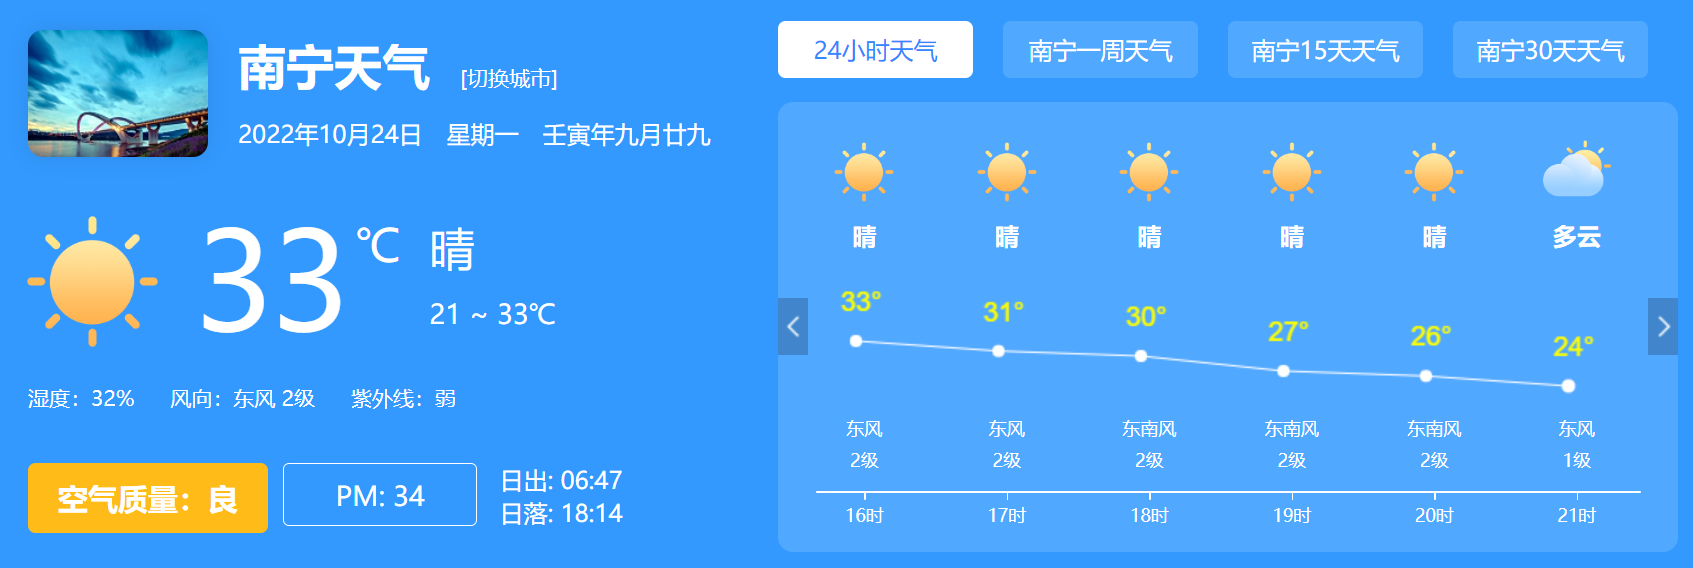 南宁天气 [切换城市]
2022年10月24日 星期一 壬寅年九月廿九
33℃ 晴
21 ~ 33℃
湿度：32% 风向：东风 2级 紫外线：弱
空气质量：良 PM: 34
日出: 06:47
日落: 18:14
24小时天气 南宁一周天气 南宁15天天气 南宁30天天气
晴 晴 晴 晴 晴 多云
33° 31° 30° 27° 26° 24°
东风 东风 东南风 东南风 东南风 东风
2级 2级 2级 2级 2级 1级
16时 17时 18时 19时 20时 21时